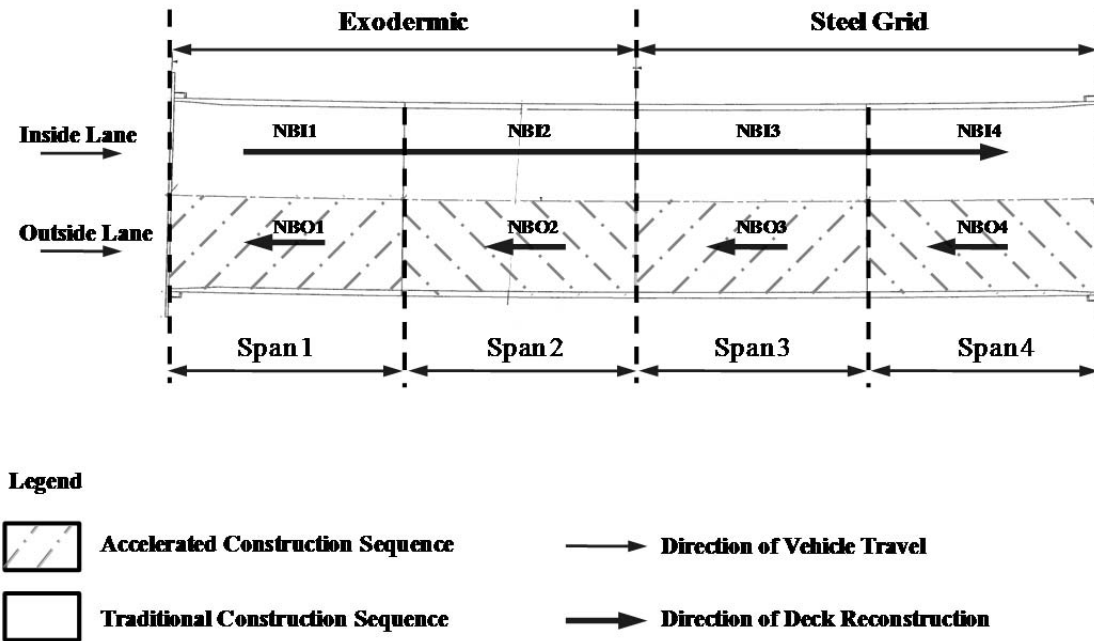 Exodermic
Steel Grid
Inside Lane
NBI1
NBI2
NBI3
NBI4
Outside Lane
NBO1
NBO2
NBO3
NBO4
Span 1
Span 2
Span 3
Span 4
Legend
Accelerated Construction Sequence
Direction of Vehicle Travel
Traditional Construction Sequence
Direction of Deck Reconstruction